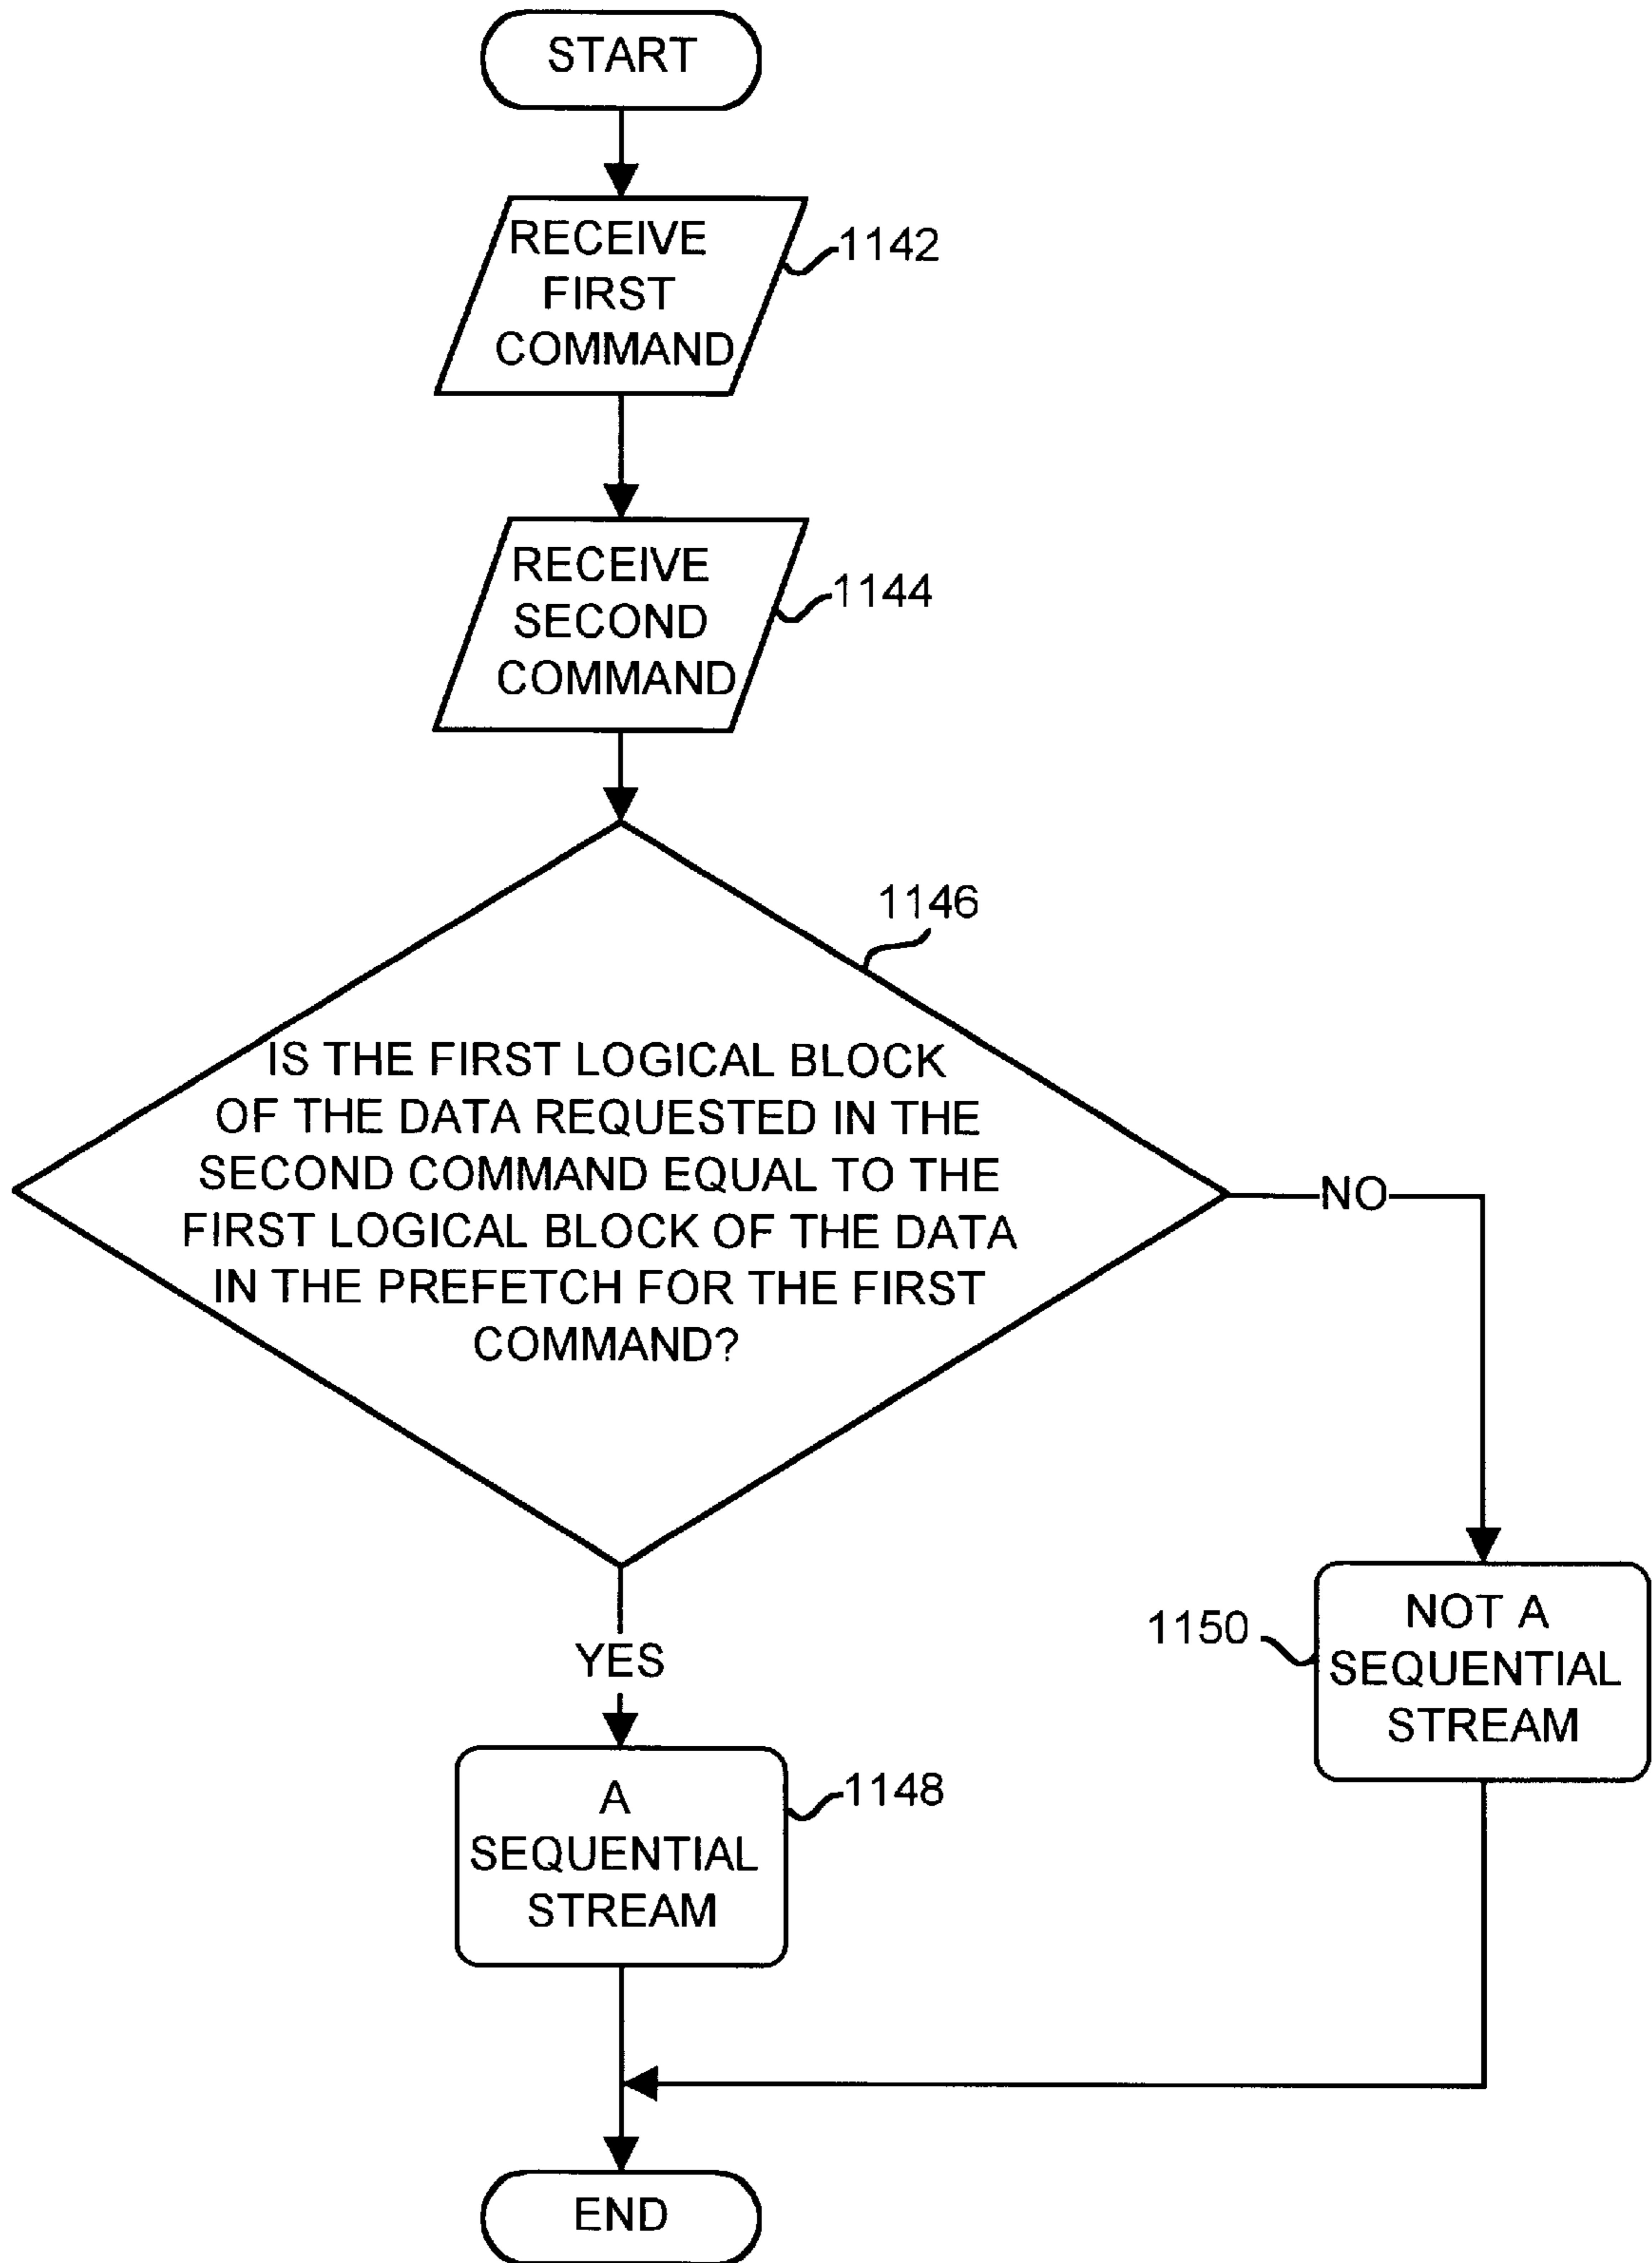 START
RECEIVE
FIRST
COMMAND
1142
RECEIVE
SECOND
COMMAND
1144
1146
IS THE FIRST LOGICAL BLOCK
OF THE DATA REQUESTED IN THE
SECOND COMMAND EQUAL TO THE
FIRST LOGICAL BLOCK OF THE DATA
IN THE PREFETCH FOR THE FIRST
COMMAND?
NO
YES
1150
NOT A
SEQUENTIAL
STREAM
A
SEQUENTIAL
STREAM
1148
END